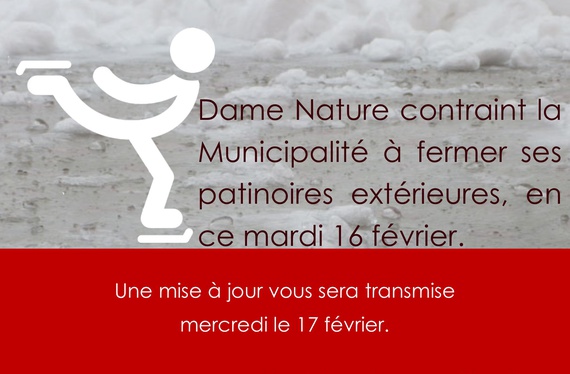 Dame Nature contraint la
Municipalité à fermer ses
patinoires extérieures, en
ce mardi 16 février.
Une mise à jour vous sera transmise
mercredi le 17 février.